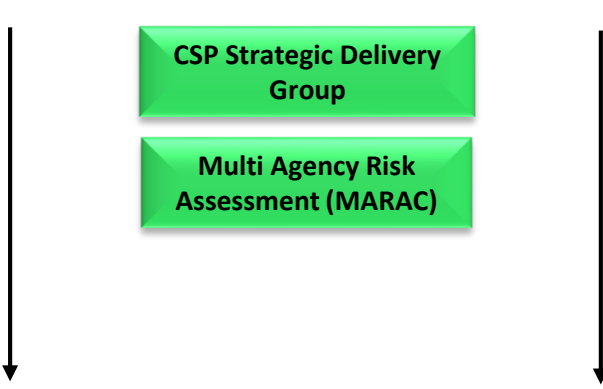 CSP Strategic Delivery
Group
Multi Agency Risk
Assessment (MARAC)